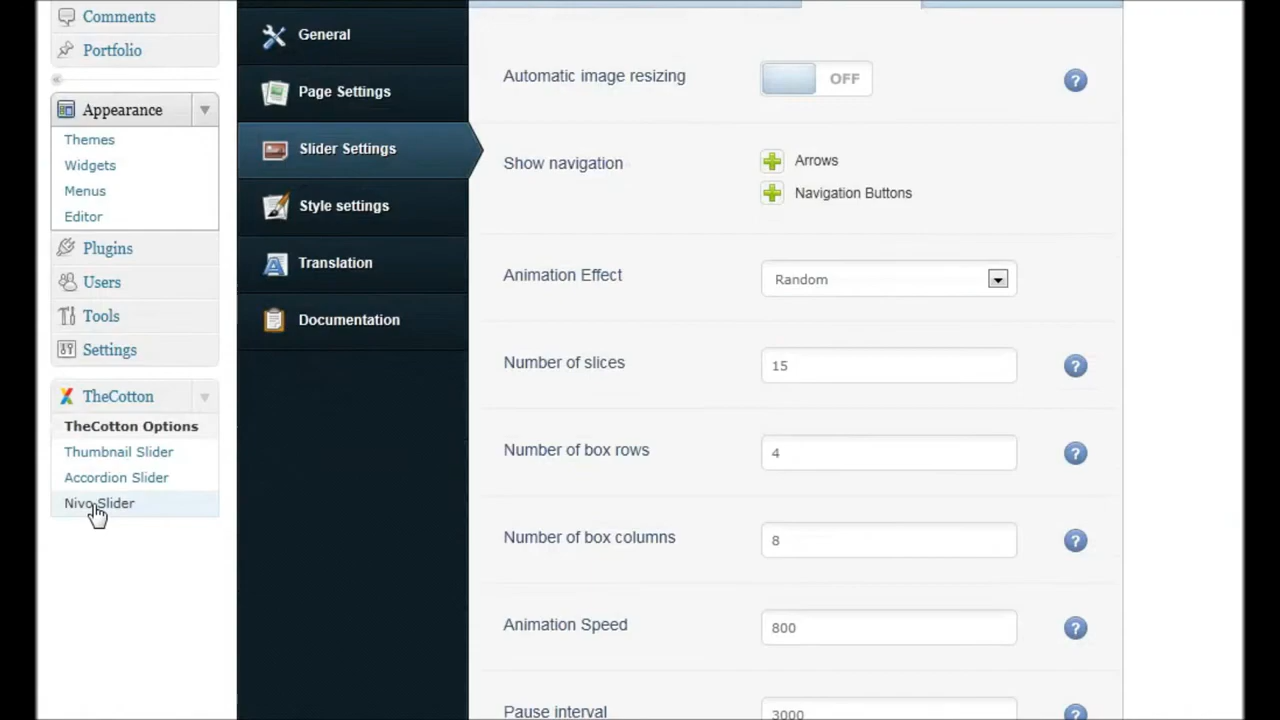 Comments
Portfolio
Appearance
Themes
Widgets
Menus
Editor
Plugins
Users
Tools
Settings
TheCotton
TheCotton Options
Thumbnail Slider
Accordion Slider
Nivo Slider
General
Page Settings
Slider Settings
Style settings
Translation
Documentation
Automatic image resizing
OFF
?
Show navigation
Arrows
Navigation Buttons
Animation Effect
Random
Number of slices
15
?
Number of box rows
4
?
Number of box columns
8
?
Animation Speed
800
?
Pause interval
3000
?